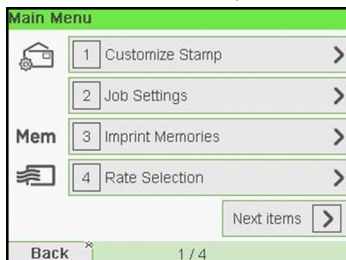 Main Menu
1 Customize Stamp
2 Job Settings
Mem 3 Imprint Memories
4 Rate Selection
Next items
Back 1 / 4